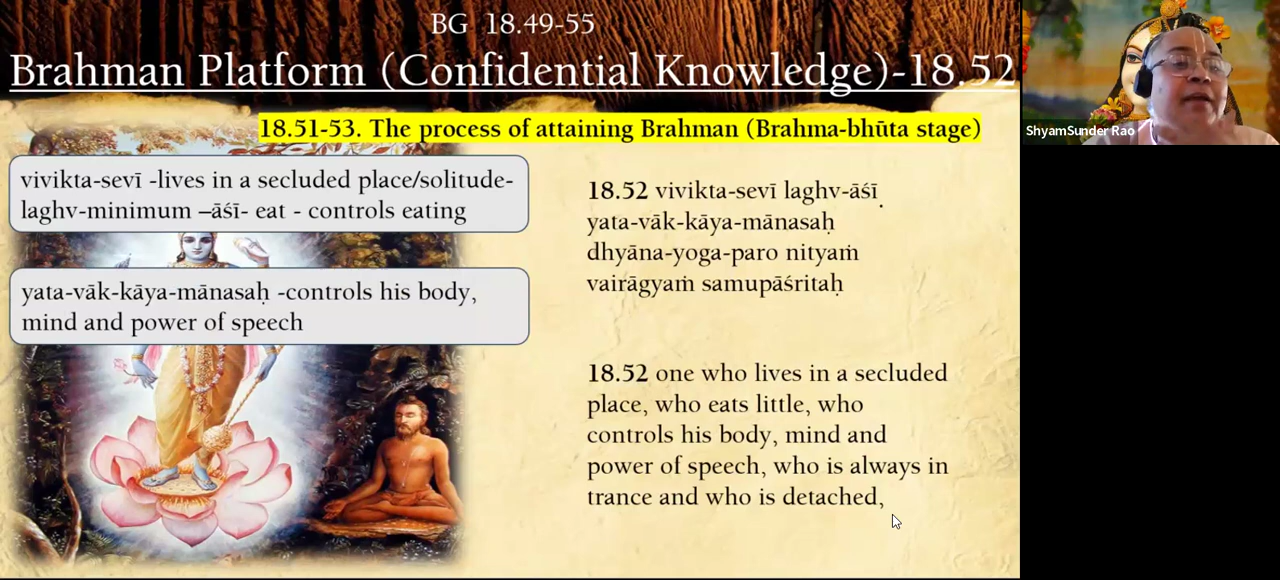 BG 18.49-55
Brahman Platform (Confidential Knowledge)-18.52
18.51-53. The process of attaining Brahman (Brahma-bhūta stage)
vivikta-sevī -lives in a secluded place/solitude-
laghv-minimum –āśī- eat - controls eating
yata-vāk-kāya-mānasaḥ -controls his body,
mind and power of speech
18.52 vivikta-sevī laghv-āśī
yata-vāk-kāya-mānasaḥ
dhyāna-yoga-paro nityaṁ
vairāgyaṁ samupāśritaḥ
18.52 one who lives in a secluded
place, who eats little, who
controls his body, mind and
power of speech, who is always in
trance and who is detached,
ShyamSunder Rao